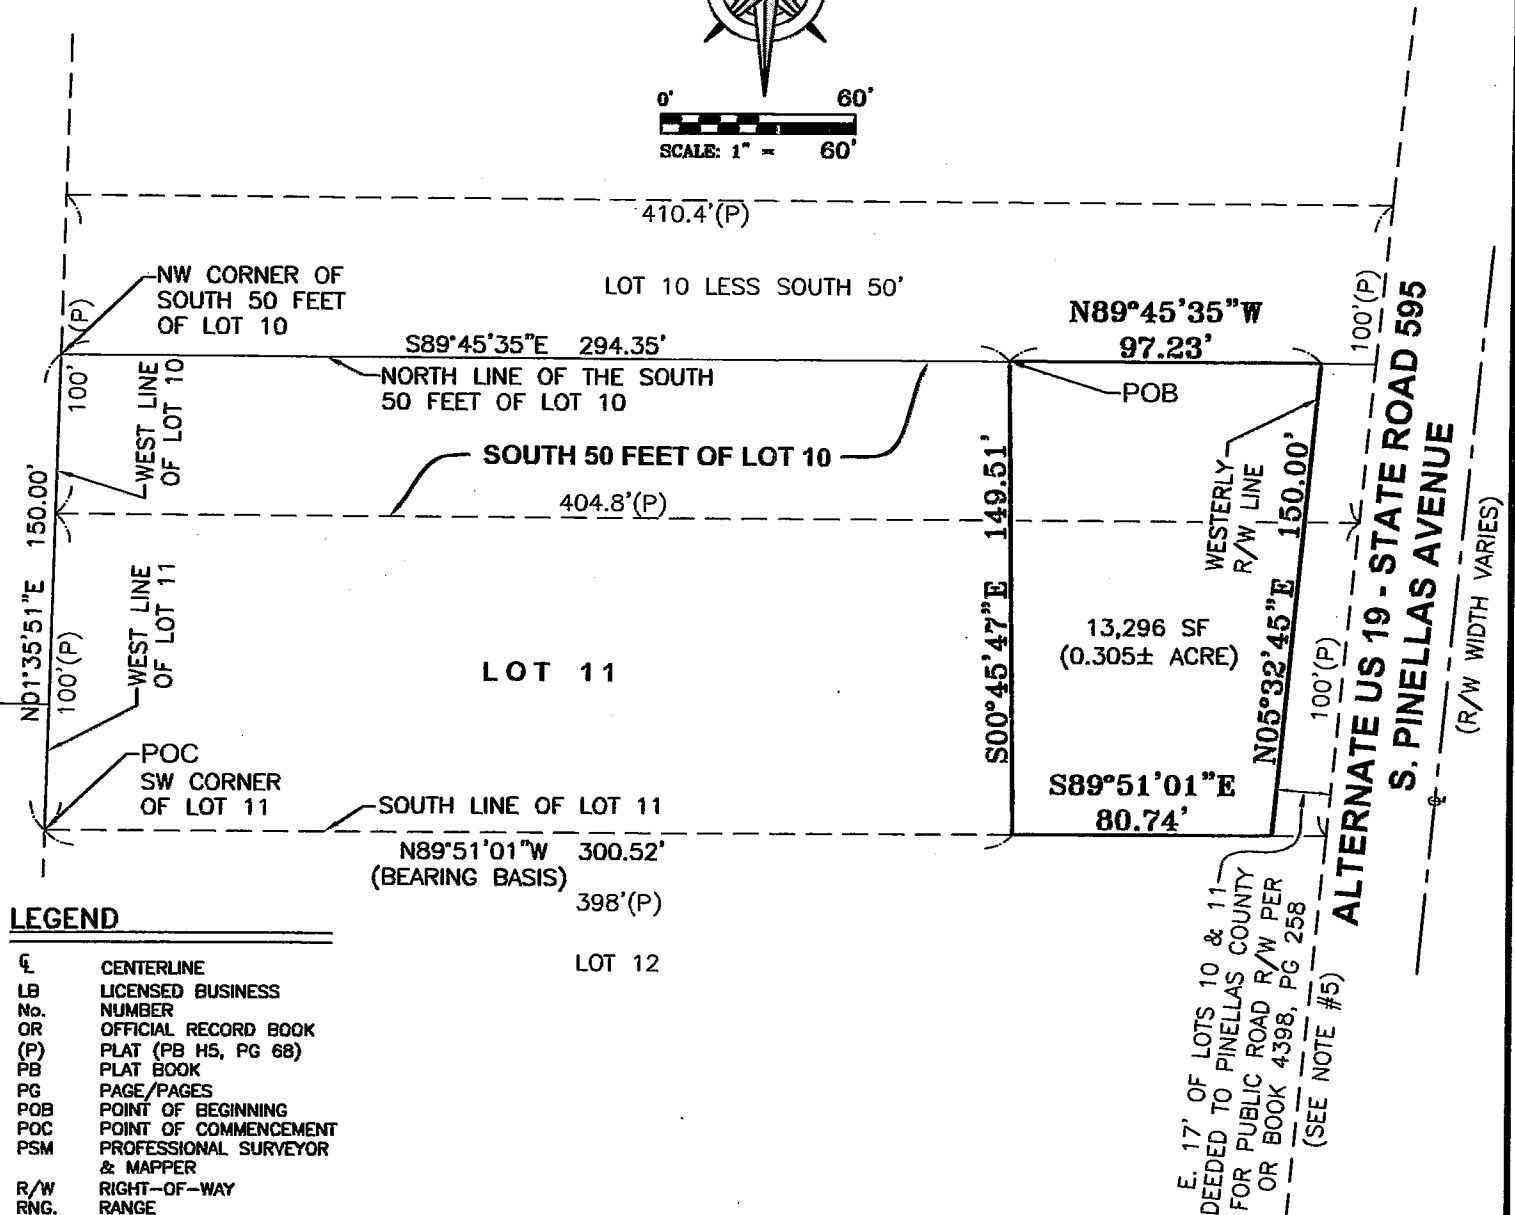 0' 60'
SCALE: 1" = 60'
410.4'(P)
LOT 10 LESS SOUTH 50'
NW CORNER OF
SOUTH 50 FEET
OF LOT 10
(P)
100'
S89°45'35"E 294.35'
NORTH LINE OF THE SOUTH
50 FEET OF LOT 10
N89°45'35"W
97.23'
POB
100'(P)
WEST LINE
OF LOT 10
SOUTH 50 FEET OF LOT 10
404.8'(P)
N01°35'51"E 150.00'
100'(P)
WEST LINE
OF LOT 11
LOT 11
S00°45'47"E 149.51'
WESTERLY
R/W LINE
N05°32'45"E 150.00'
13,296 SF
(0.305± ACRE)
100'(P)
ALTERNATE US 19 - STATE ROAD 595
S. PINELLAS AVENUE
(R/W WIDTH VARIES)
℄
POC
SW CORNER
OF LOT 11
SOUTH LINE OF LOT 11
S89°51'01"E
80.74'
N89°51'01"W 300.52'
(BEARING BASIS)
398'(P)
LOT 12
E. 17' OF LOTS 10 & 11
DEEDED TO PINELLAS COUNTY
FOR PUBLIC ROAD R/W PER
OR BOOK 4398, PG 258
(SEE NOTE #5)
LEGEND
℄ CENTERLINE
LB LICENSED BUSINESS
No. NUMBER
OR OFFICIAL RECORD BOOK
(P) PLAT (PB H5, PG 68)
PB PLAT BOOK
PG PAGE/PAGES
POB POINT OF BEGINNING
POC POINT OF COMMENCEMENT
PSM PROFESSIONAL SURVEYOR
& MAPPER
R/W RIGHT-OF-WAY
RNG. RANGE